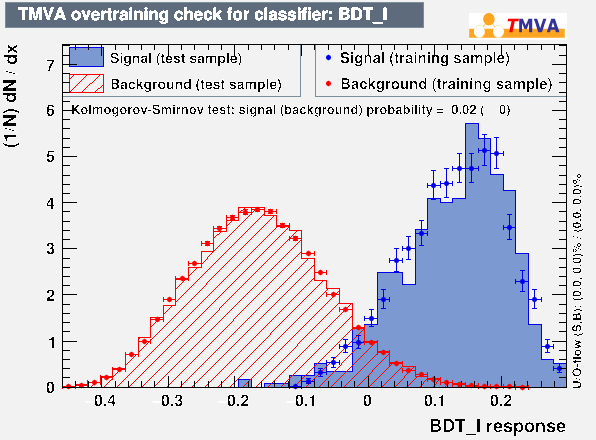 TMVA overtraining check for classifier: BDT_I
TMVA
Signal (test sample)
Background (test sample)
Signal (training sample)
Background (training sample)
Kolmogorov-Smirnov test: signal (background) probability = 0.02 ( 0)
(1/N) dN / dx
7
6
5
4
3
2
1
0
−0.4 −0.3 −0.2 −0.1 0 0.1 0.2
BDT_I response
U/O-flow (S,B): (0.0, 0.0)% / (0.0, 0.0)%